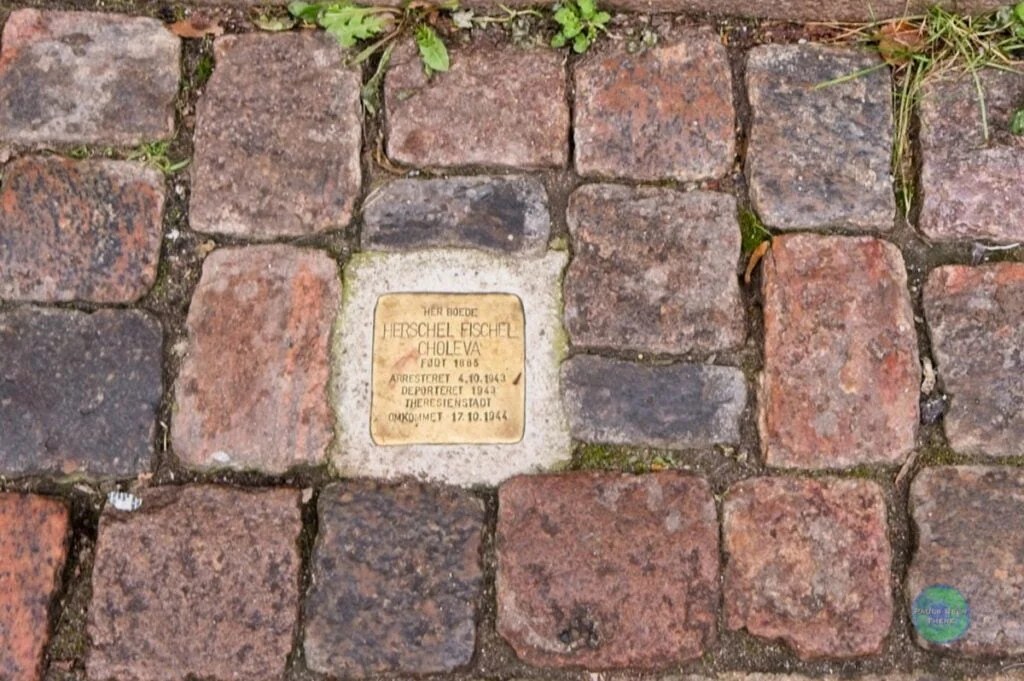 HER BOEDE
HERSCHEL FISCHEL
CHOLEVA
FØDT 1885
ARRESTERET 4.10.1943
DEPORTERET 1943
THERESIENSTADT
OMKOMMET 17.10.1944